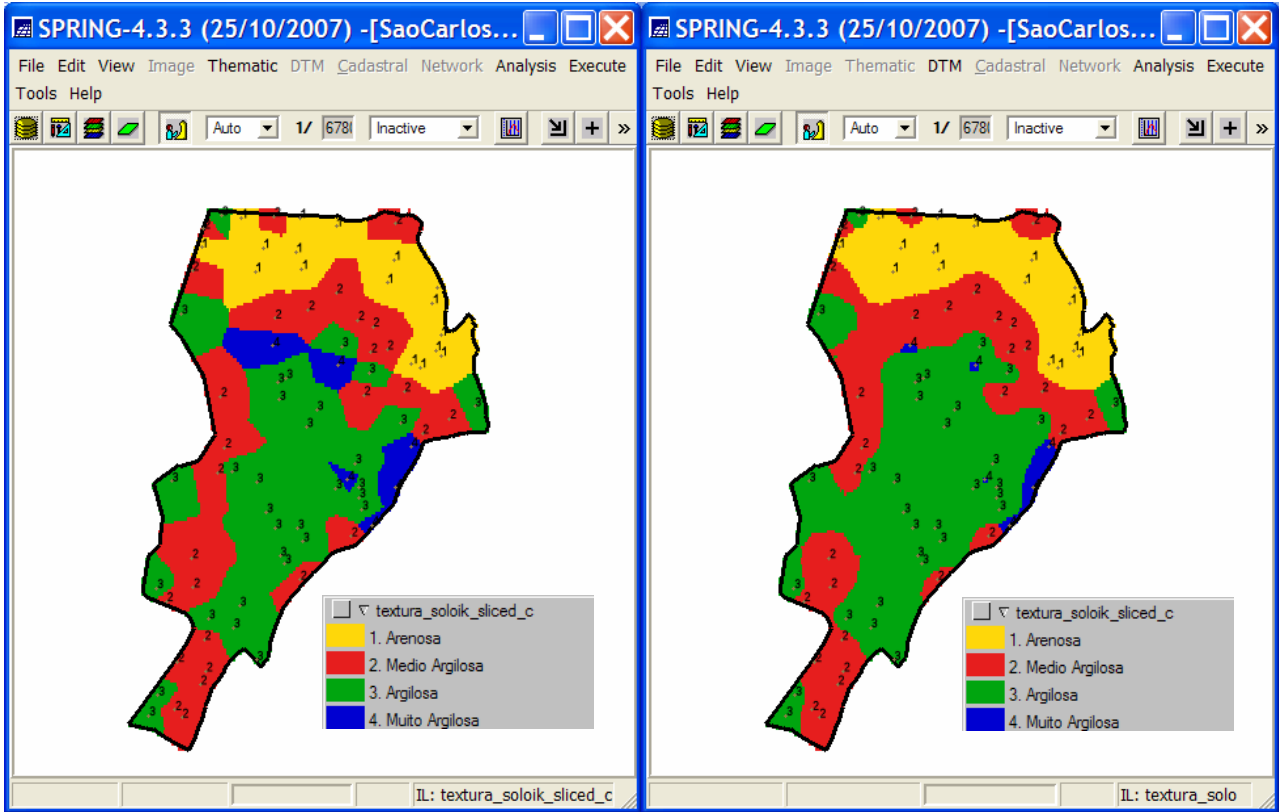 SPRING-4.3.3 (25/10/2007) -[SaoCarlos...
File Edit View Image Thematic DTM Cadastral Network Analysis Execute
Tools Help
Auto 1/ 678 Inactive »
1. Arenosa
2. Medio Argilosa
3. Argilosa
4. Muito Argilosa
textura_soloik_sliced_c
IL: textura_soloik_sliced_c
SPRING-4.3.3 (25/10/2007) -[SaoCarlos...
File Edit View Image Thematic DTM Cadastral Network Analysis Execute
Tools Help
Auto 1/ 678 Inactive »
textura_soloik_sliced_c
1. Arenosa
2. Medio Argilosa
3. Argilosa
4. Muito Argilosa
IL: textura_solo